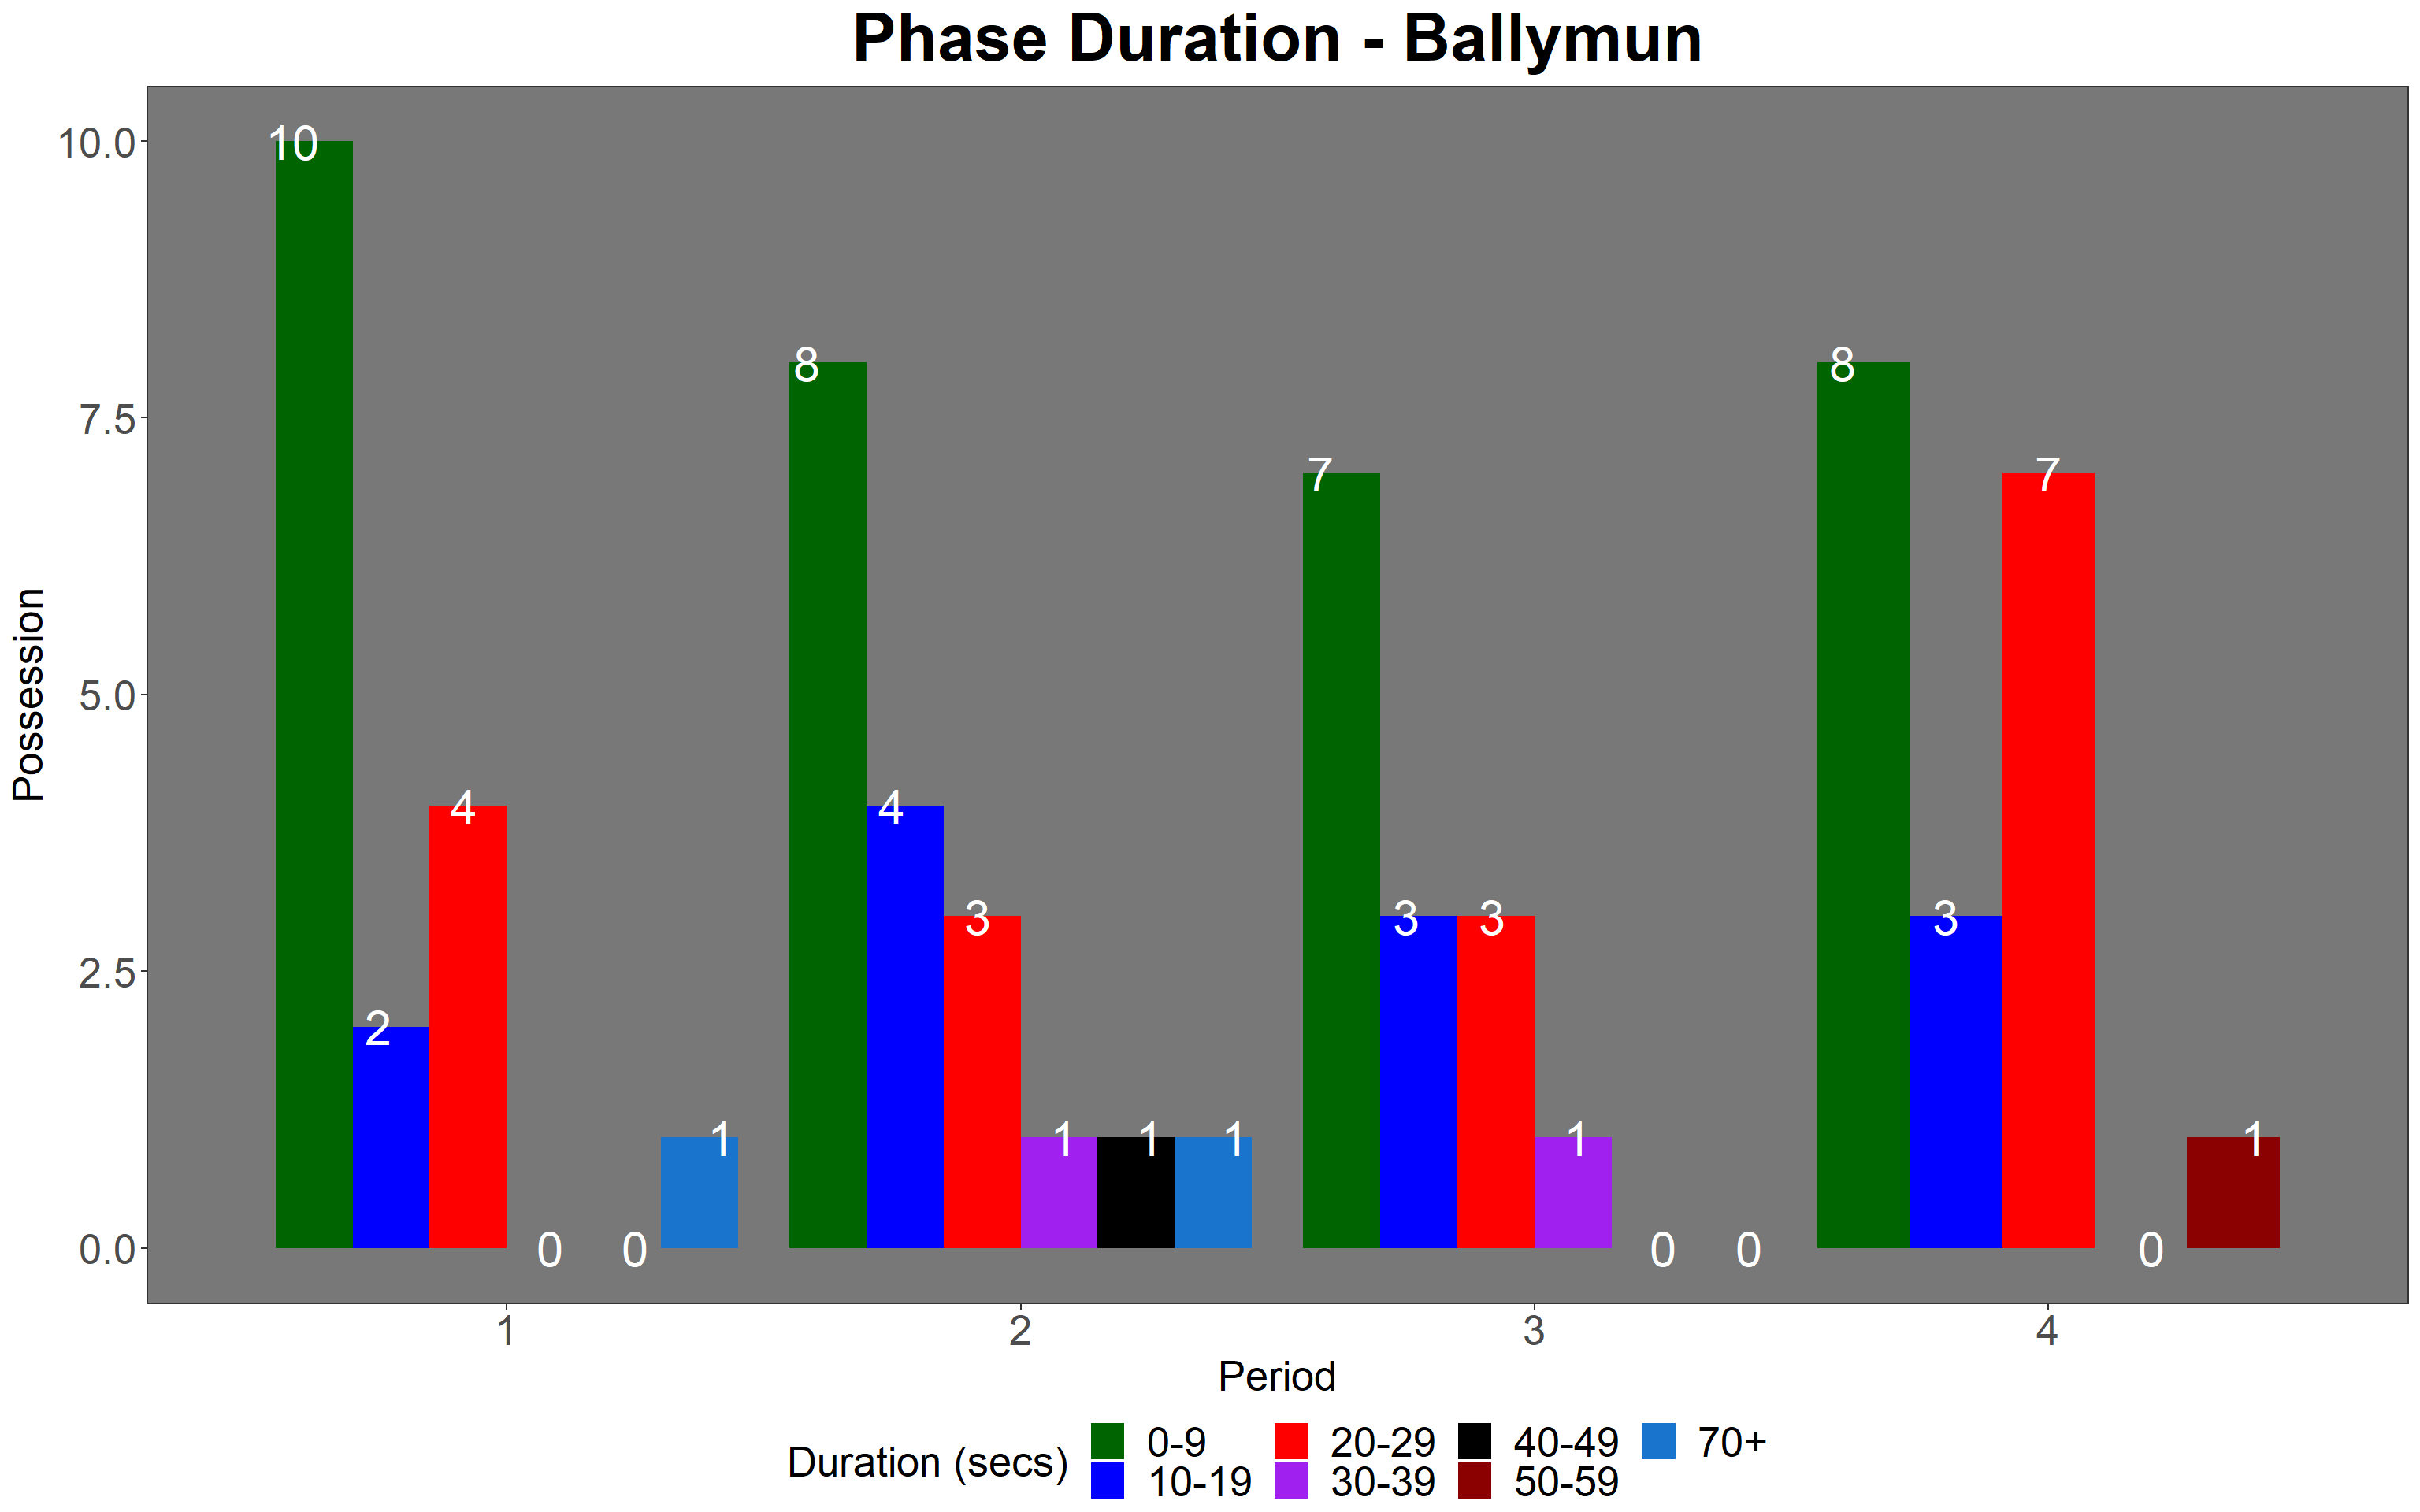 Phase Duration - Ballymun
Possession
10.0
7.5
5.0
2.5
0.0
10 2 4 0 0 1
8 4 3 1 1 1
7 3 3 1 0 0
8 3 7 0 1
1 2 3 4
Period
Duration (secs)
0-9 20-29 40-49 70+
10-19 30-39 50-59